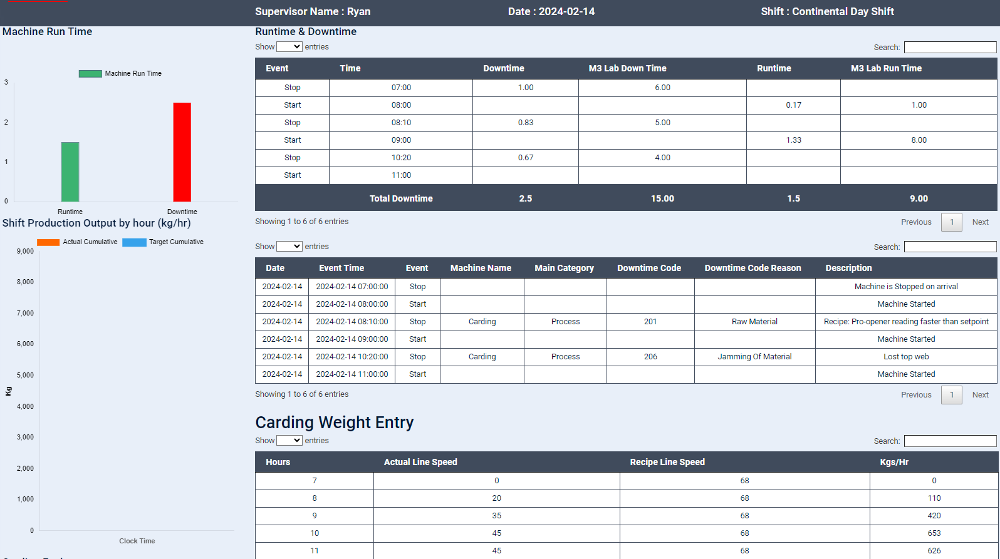 Supervisor Name : Ryan Date : 2024-02-14 Shift : Continental Day Shift
Machine Run Time
Machine Run Time
3
2
1
0
Runtime Downtime
Shift Production Output by hour (kg/hr)
Actual Cumulative Target Cumulative
9,000
8,000
7,000
6,000
5,000
Kg
4,000
3,000
2,000
1,000
0
Clock Time
Runtime & Downtime
Show entries Search:
Event Time Downtime M3 Lab Down Time Runtime M3 Lab Run Time
Stop 07:00 1.00 6.00
Start 08:00 0.17 1.00
Stop 08:10 0.83 5.00
Start 09:00 1.33 8.00
Stop 10:20 0.67 4.00
Start 11:00
Total Downtime 2.5 15.00 1.5 9.00
Showing 1 to 6 of 6 entries Previous 1 Next
Show entries Search:
Date Event Time Event Machine Name Main Category Downtime Code Downtime Code Reason Description
2024-02-14 2024-02-14 07:00:00 Stop Machine is Stopped on arrival
2024-02-14 2024-02-14 08:00:00 Start Machine Started
2024-02-14 2024-02-14 08:10:00 Stop Carding Process 201 Raw Material Recipe: Pro-opener reading faster than setpoint
2024-02-14 2024-02-14 09:00:00 Start Machine Started
2024-02-14 2024-02-14 10:20:00 Stop Carding Process 206 Jamming Of Material Lost top web
2024-02-14 2024-02-14 11:00:00 Start Machine Started
Showing 1 to 6 of 6 entries Previous 1 Next
Carding Weight Entry
Show entries Search:
Hours Actual Line Speed Recipe Line Speed Kgs/Hr
7 0 68 0
8 20 68 110
9 35 68 420
10 45 68 653
11 45 68 626